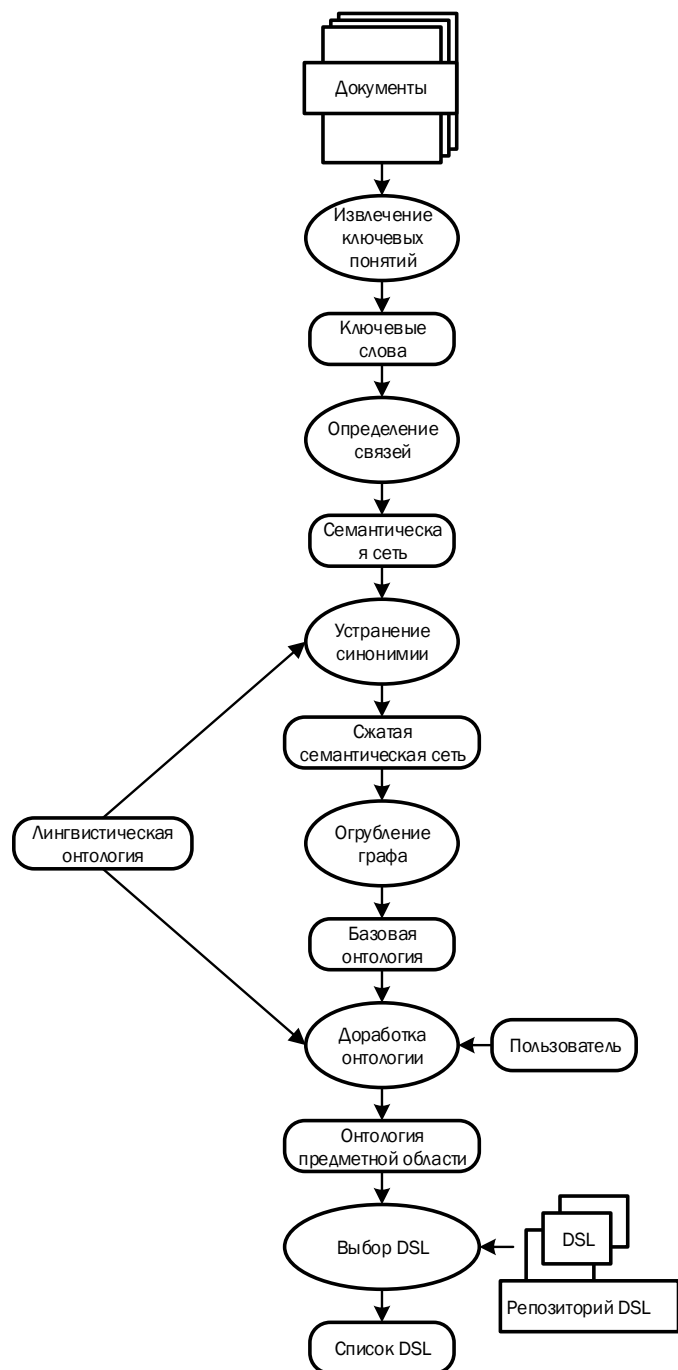 Документы
Извлечение
ключевых
понятий
Ключевые
слова
Определение
связей
Семантическа
я сеть
Устранение
синонимии
Сжатая
семантическая сеть
Лингвистическая
онтология
Огрубление
графа
Базовая
онтология
Доработка
онтологии
Пользователь
Онтология
предметной области
Выбор DSL
DSL
Репозиторий DSL
Список DSL